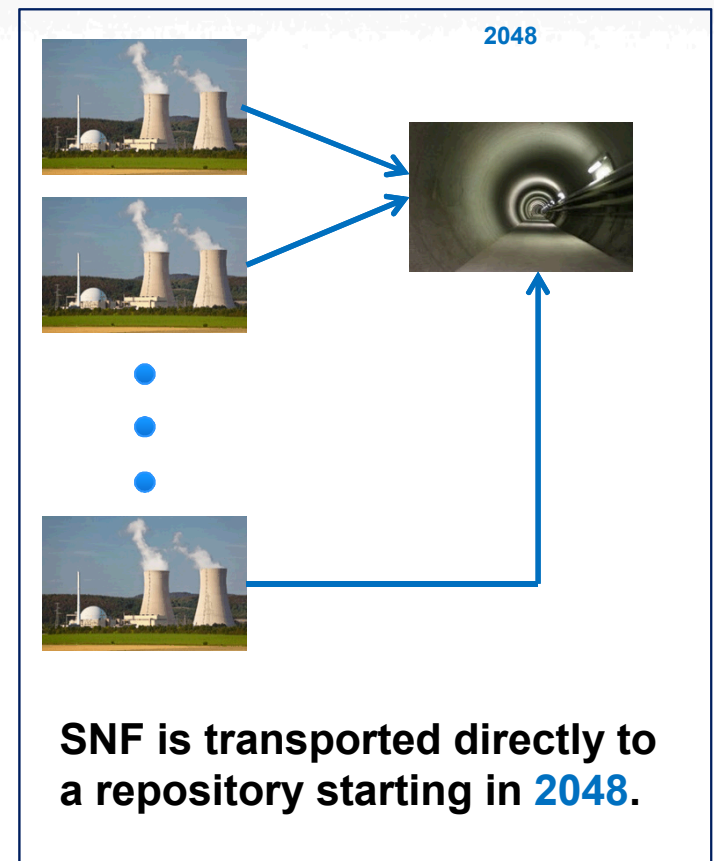 2048
SNF is transported directly to
a repository starting in 2048.